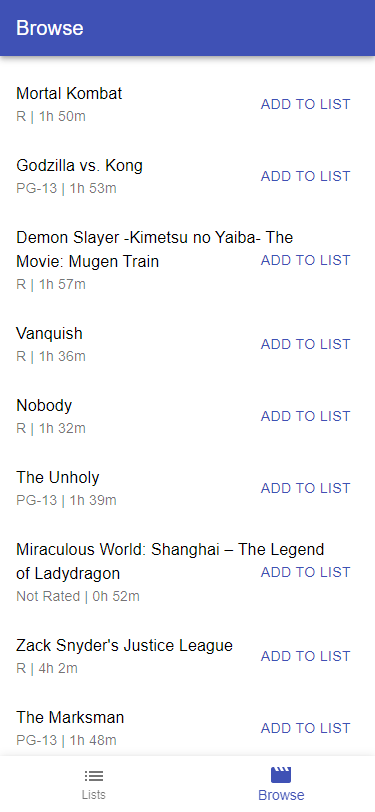 Browse
Mortal Kombat
R | 1h 50m
ADD TO LIST
Godzilla vs. Kong
PG-13 | 1h 53m
ADD TO LIST
Demon Slayer -Kimetsu no Yaiba- The
Movie: Mugen Train
R | 1h 57m
ADD TO LIST
Vanquish
R | 1h 36m
ADD TO LIST
Nobody
R | 1h 32m
ADD TO LIST
The Unholy
PG-13 | 1h 39m
ADD TO LIST
Miraculous World: Shanghai – The Legend
of Ladydragon
Not Rated | 0h 52m
ADD TO LIST
Zack Snyder's Justice League
R | 4h 2m
ADD TO LIST
The Marksman
PG-13 | 1h 48m
ADD TO LIST
Lists
Browse